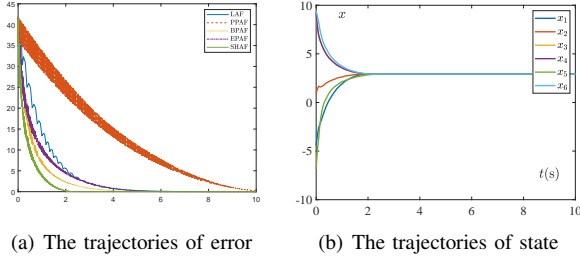 45
40
35
30
25
20
15
10
5
0
0 2 4 6 8 10
LAF
PPAF
BPAF
EPAF
SHAF
10
5
0
-5
-10
0 2 4 6 8 10
x
t(s)
x1
x2
x3
x4
x5
x6
(a) The trajectories of error
(b) The trajectories of state